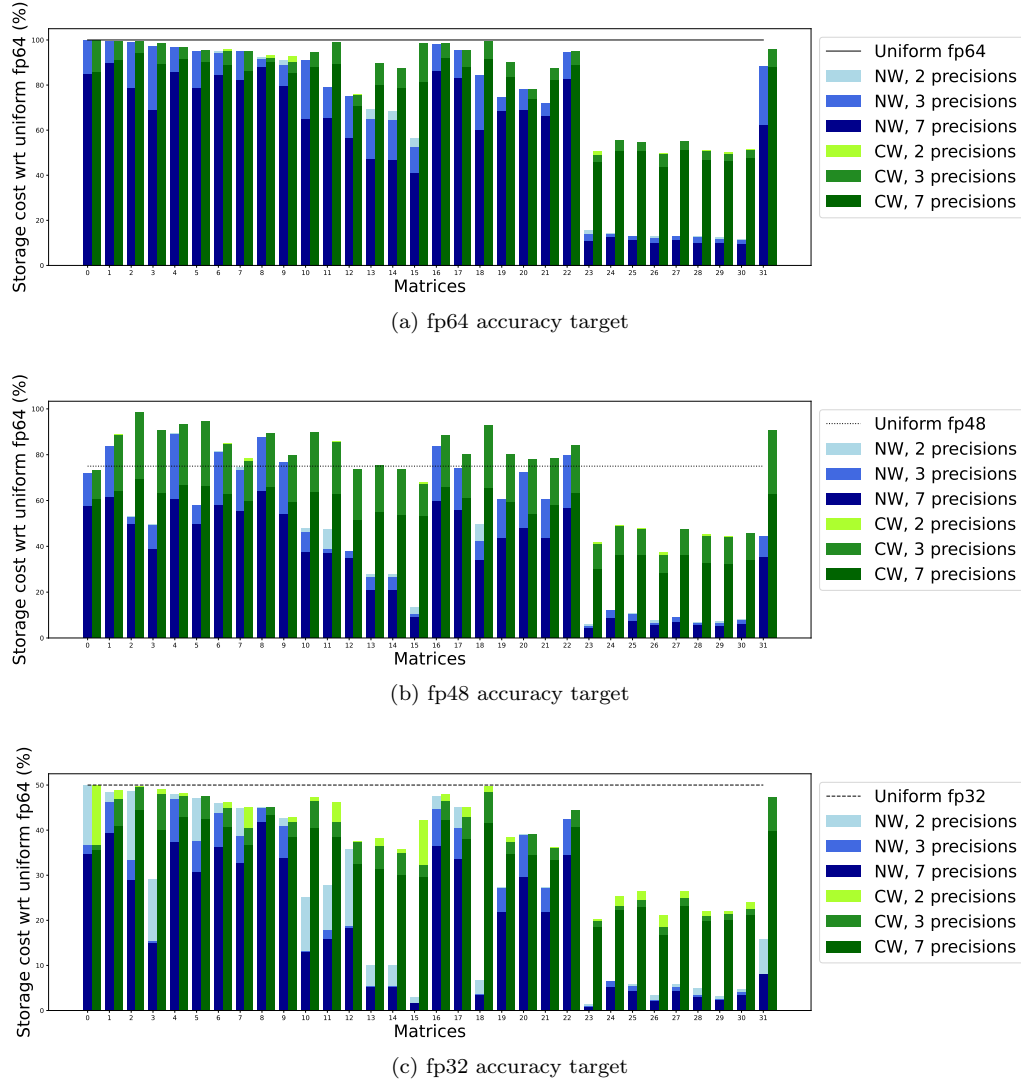 Storage cost wrt uniform fp64 (%)
100
80
60
40
20
0
0 1 2 3 4 5 6 7 8 9 10 11 12 13 14 15 16 17 18 19 20 21 22 23 24 25 26 27 28 29 30 31
Matrices
Uniform fp64
NW, 2 precisions
NW, 3 precisions
NW, 7 precisions
CW, 2 precisions
CW, 3 precisions
CW, 7 precisions
(a) fp64 accuracy target
Storage cost wrt uniform fp64 (%)
100
80
60
40
20
0
0 1 2 3 4 5 6 7 8 9 10 11 12 13 14 15 16 17 18 19 20 21 22 23 24 25 26 27 28 29 30 31
Matrices
Uniform fp48
NW, 2 precisions
NW, 3 precisions
NW, 7 precisions
CW, 2 precisions
CW, 3 precisions
CW, 7 precisions
(b) fp48 accuracy target
Storage cost wrt uniform fp64 (%)
50
40
30
20
10
0
0 1 2 3 4 5 6 7 8 9 10 11 12 13 14 15 16 17 18 19 20 21 22 23 24 25 26 27 28 29 30 31
Matrices
Uniform fp32
NW, 2 precisions
NW, 3 precisions
NW, 7 precisions
CW, 2 precisions
CW, 3 precisions
CW, 7 precisions
(c) fp32 accuracy target